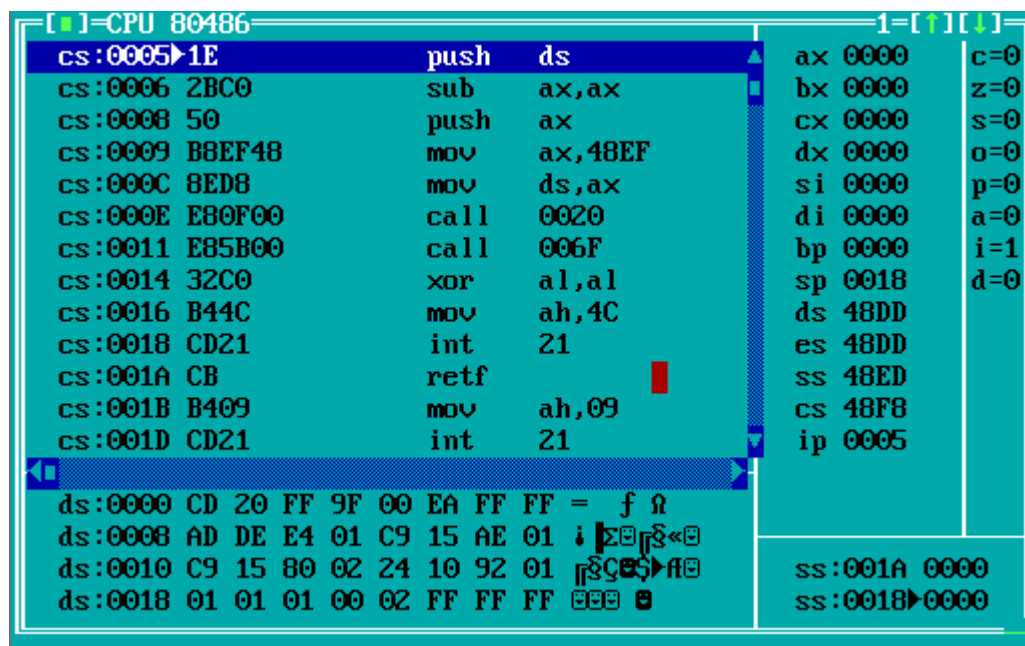 [■]=CPU 80486 1=[↑][↓]
cs:0005►1E push ds ax 0000 c=0
cs:0006 2BC0 sub ax,ax bx 0000 z=0
cs:0008 50 push ax cx 0000 s=0
cs:0009 B8EF48 mov ax,48EF dx 0000 o=0
cs:000C 8ED8 mov ds,ax si 0000 p=0
cs:000E E80F00 call 0020 di 0000 a=0
cs:0011 E85B00 call 006F bp 0000 i=1
cs:0014 32C0 xor al,al sp 0018 d=0
cs:0016 B44C mov ah,4C ds 48DD
cs:0018 CD21 int 21 es 48DD
cs:001A CB retf ss 48ED
cs:001B B409 mov ah,09 cs 48F8
cs:001D CD21 int 21 ip 0005
ds:0000 CD 20 FF 9F 00 EA FF FF = ƒ Ω
ds:0008 AD DE E4 01 C9 15 AE 01 ¡▐Σ☺╔§«☺
ds:0010 C9 15 80 02 24 10 92 01 ╔§Ç☻$►Æ☺ ss:001A 0000
ds:0018 01 01 01 00 02 FF FF FF ☺☺☺ ☻ ss:0018►0000